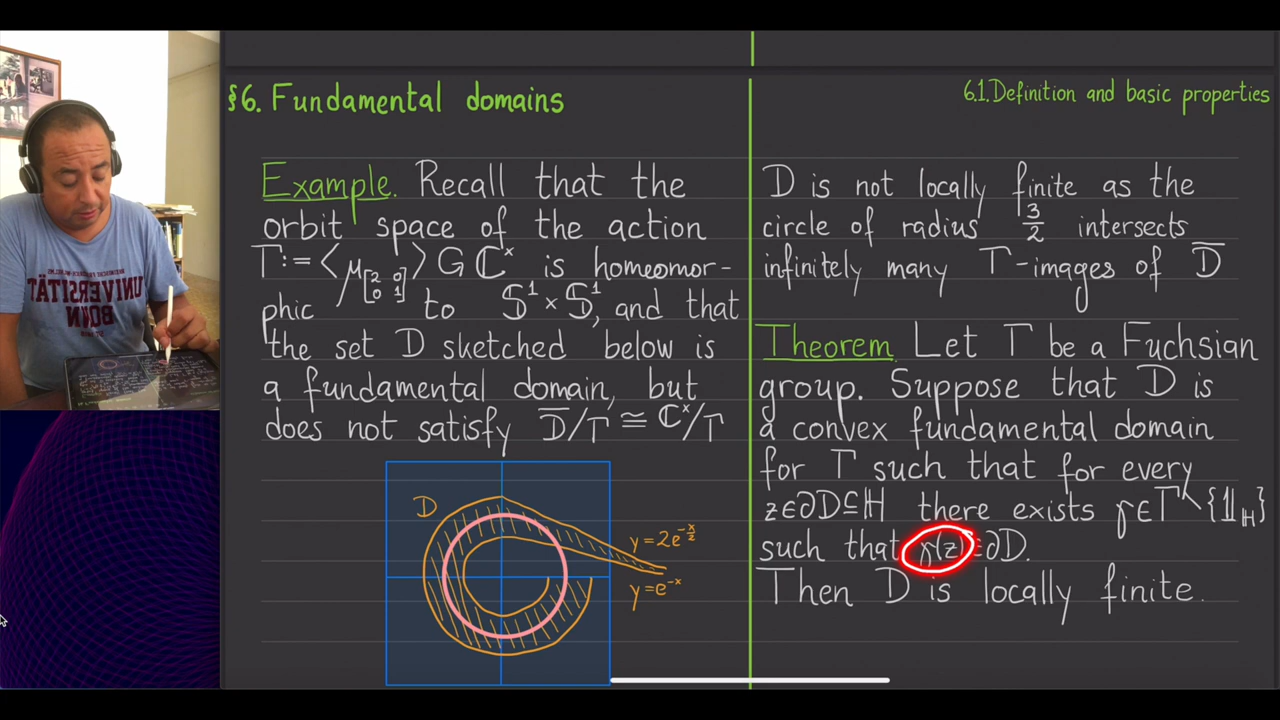 §6. Fundamental domains
6.1. Definition and basic properties
Example. Recall that the
orbit space of the action
Γ:=<μ[2 0 0 1]> G ℂ^× is homeomor-
phic to 𝕊¹×𝕊¹, and that
the set D sketched below is
a fundamental domain, but
does not satisfy D̅/Γ ≅ ℂ^×/Γ
D
y=2e^{-x/2}
y=e^{-x}
D is not locally finite as the
circle of radius 3/2 intersects
infinitely many Γ-images of D̅
Theorem. Let Γ be a Fuchsian
group. Suppose that D is
a convex fundamental domain
for Γ such that for every
z∈∂D⊆ℍ there exists γ∈Γ\{𝟙_ℍ}
such that γ(z)∈∂D.
Then D is locally finite.
UNIVERSITÄT
BONN